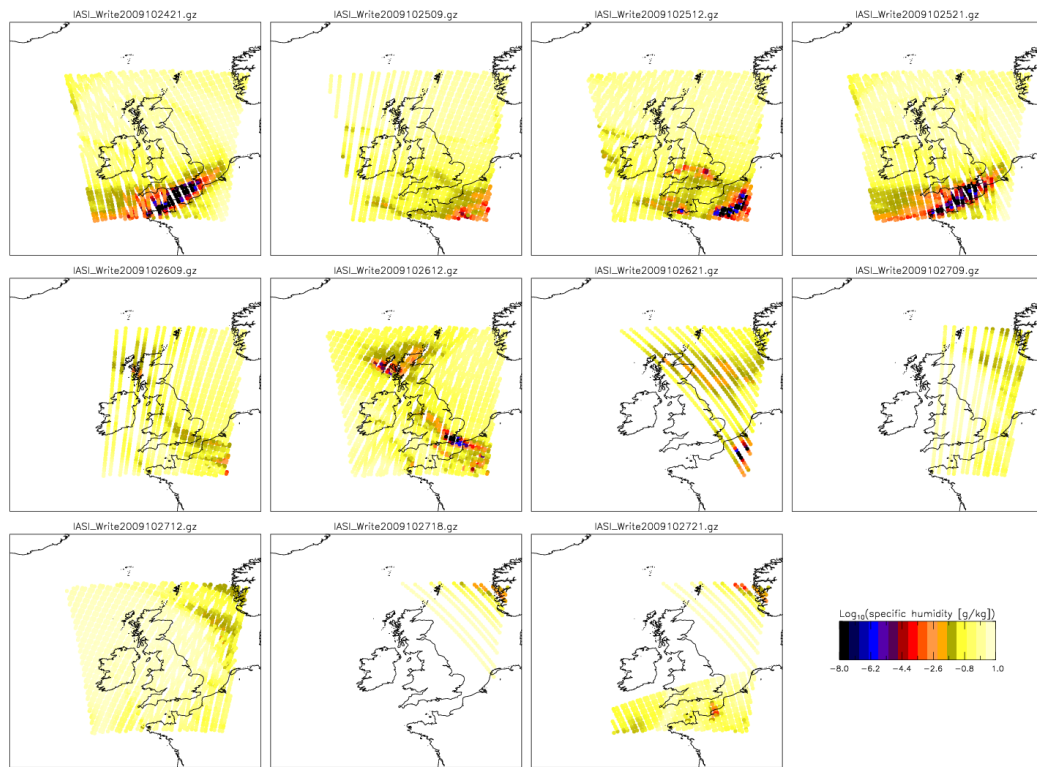 IASI_Write2009102421.gz
IASI_Write2009102509.gz
IASI_Write2009102512.gz
IASI_Write2009102521.gz
IASI_Write2009102609.gz
IASI_Write2009102612.gz
IASI_Write2009102621.gz
IASI_Write2009102709.gz
IASI_Write2009102712.gz
IASI_Write2009102718.gz
IASI_Write2009102721.gz
Log₁₀(specific humidity [g/kg])
-8.0 -6.2 -4.4 -2.6 -0.8 1.0